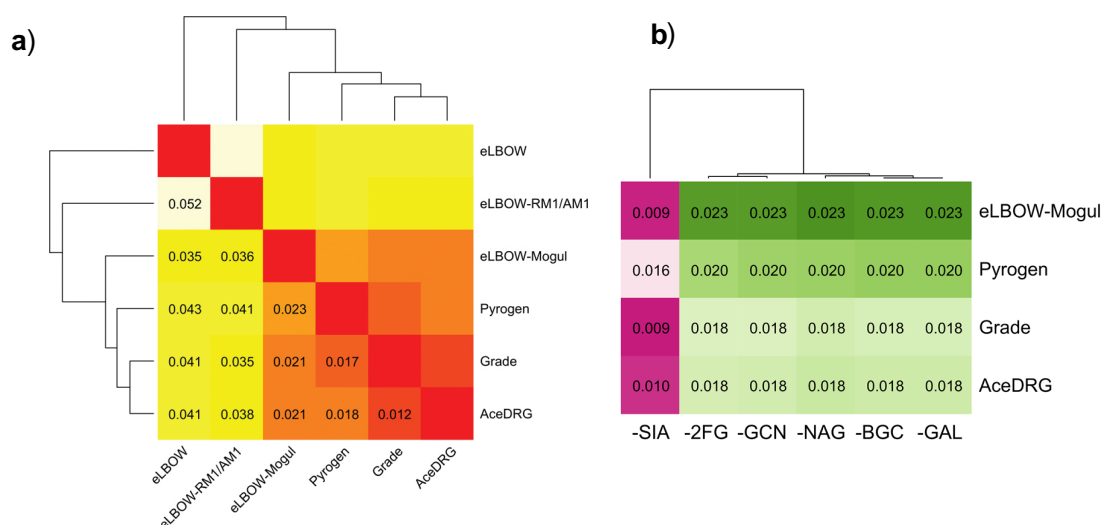 a)
eLBOW
0.052 eLBOW-RM1/AM1
0.035 0.036 eLBOW-Mogul
0.043 0.041 0.023 Pyrogen
0.041 0.035 0.021 0.017 Grade
0.041 0.038 0.021 0.018 0.012 AceDRG
eLBOW eLBOW-RM1/AM1 eLBOW-Mogul Pyrogen Grade AceDRG
b)
0.009 0.023 0.023 0.023 0.023 0.023 eLBOW-Mogul
0.016 0.020 0.020 0.020 0.020 0.020 Pyrogen
0.009 0.018 0.018 0.018 0.018 0.018 Grade
0.010 0.018 0.018 0.018 0.018 0.018 AceDRG
-SIA -2FG -GCN -NAG -BGC -GAL